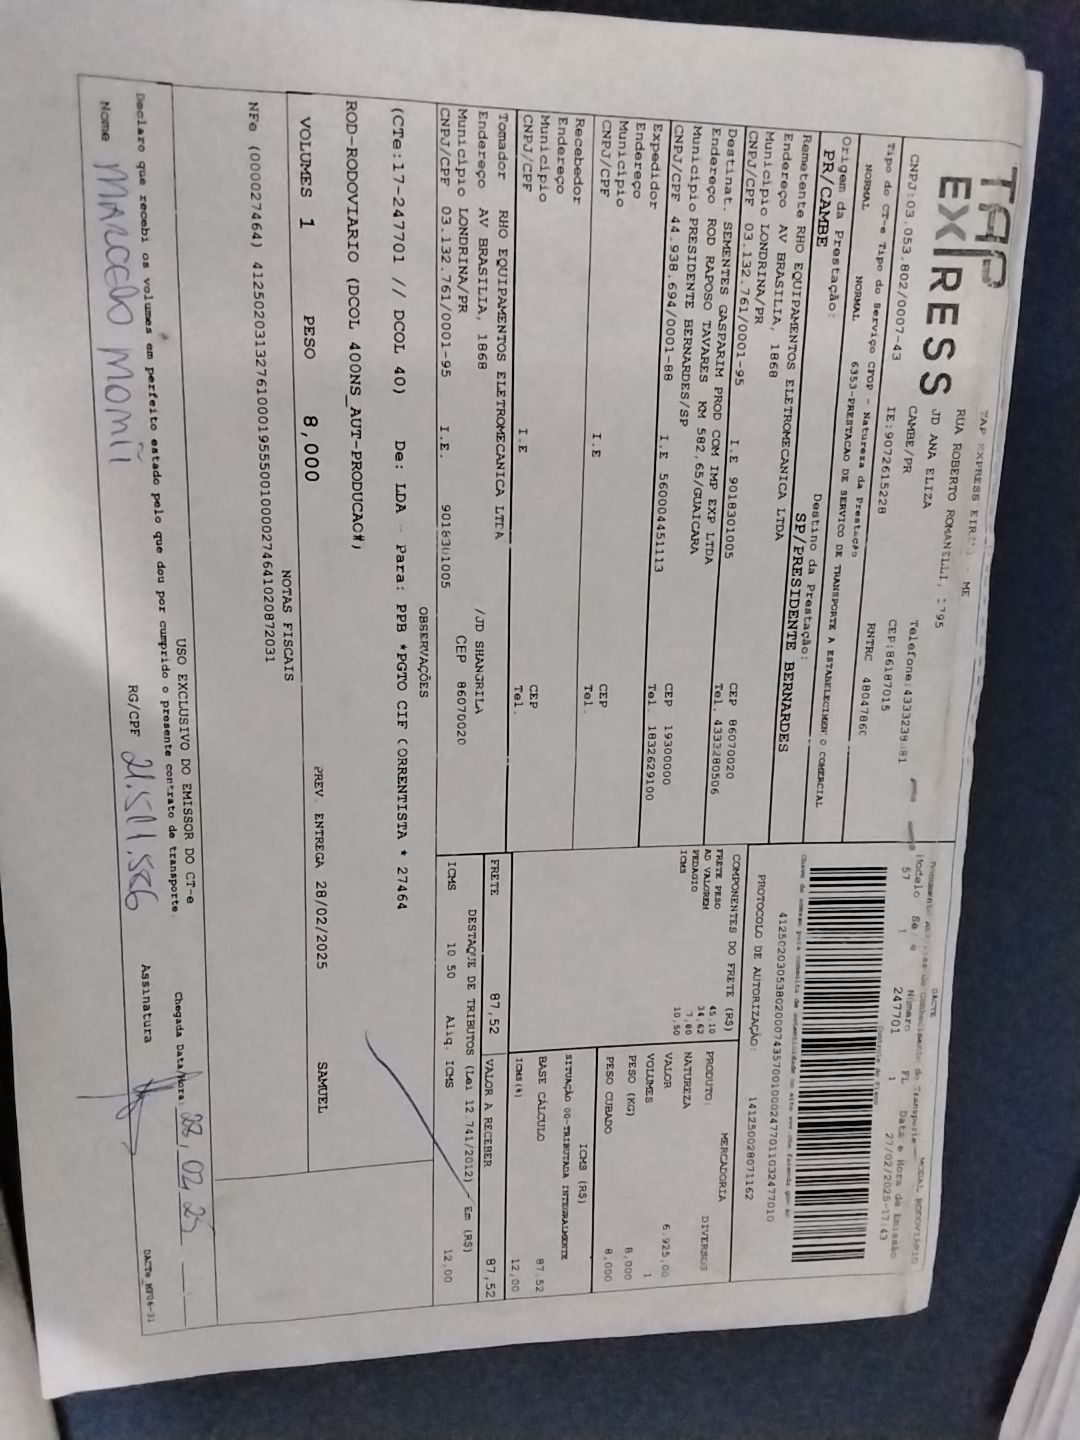 TAP
EXPRESS
TAP EXPRESS - ME
RUA ROBERTO ROMANELLI,
JD ANA ELIZA
CNPJ:03.053.802/0007-43
CAMBE/PR
IE:9072615228
CEP:86187015
Tipo do CT-e Tipo do Serviço CFOP - Natureza da Prestação
RNTRC
NORMAL NORMAL 6353-PRESTACAO DE SERVICO DE TRANSPORTE A ESTABELECIMENTO COMERCIAL
Origem da Prestação:
Destino da Prestação:
PR/CAMBE
SP/PRESIDENTE BERNARDES
Remetente RHO EQUIPAMENTOS ELETROMECANICA LTDA
Endereço AV BRASILIA, 1868
Município LONDRINA/PR
CEP 86070020
CNPJ/CPF 03.132.761/0001-95 I.E 9018301005 Tel. 4333280506
Destinat. SEMENTES GASPARIM PROD COM IMP EXP LTDA
Endereço ROD RAPOSO TAVARES KM 582,65/GUAICARA
Município PRESIDENTE BERNARDES/SP
CEP 19300000
CNPJ/CPF 44.938.694/0001-88 I.E 560004451113 Tel. 1832629100
Expedidor
Endereço
Município
CEP
CNPJ/CPF I.E Tel.
Recebedor
Endereço
Município
CEP
CNPJ/CPF I.E Tel.
Tomador RHO EQUIPAMENTOS ELETROMECANICA LTDA
Endereço AV BRASILIA, 1868 /JD SHANGRILA
Município LONDRINA/PR CEP 86070020
CNPJ/CPF 03.132.761/0001-95 I.E. 9018301005
DACTE
MODAL RODOVIARIO
Modelo Número FL Data e Hora de Emissão
57 1 247701 1 27/02/2025-17:43
PROTOCOLO DE AUTORIZAÇÃO: 141250028071162
COMPONENTES DO FRETE (R$)
FRETE PESO 45,10
AD VALOREM 34,62
PEDAGIO 7,80
ICMS 10,50
PRODUTO: MERCADORIA
NATUREZA DIVERSOS
VALOR 6.925,00
VOLUMES 1
PESO (KG) 8,000
PESO CUBADO 8,000
ICMS (R$)
SITUAÇÃO 00-TRIBUTADA INTEGRALMENTE
BASE CÁLCULO 87,52
ICMS(%) 12,00
FRETE 87,52 VALOR A RECEBER 87,52
DESTAQUE DE TRIBUTOS (Lei 12.741/2012) Em (R$)
ICMS 10 50 Aliq. ICMS 12,00
OBSERVAÇÕES
(CTe:17-247701 // DCOL 40) De: LDA - Para: PPB *PGTO CIF CORRENTISTA * 27464
ROD-RODOVIARIO (DCOL 400NS_AUT-PRODUCAO#)
VOLUMES 1 PESO 8,000
PREV. ENTREGA 28/02/2025 SAMUEL
NOTAS FISCAIS
NFe (000027464) 41250203132761000195550010000274641020872031
USO EXCLUSIVO DO EMISSOR DO CT-e
Declaro que recebi os volumes em perfeito estado pelo que dou por cumprido o presente contrato de transporte.
Chegada Data/Hora: 28,02,25
Nome MARCELO MOMII RG/CPF 21.511.586 Assinatura